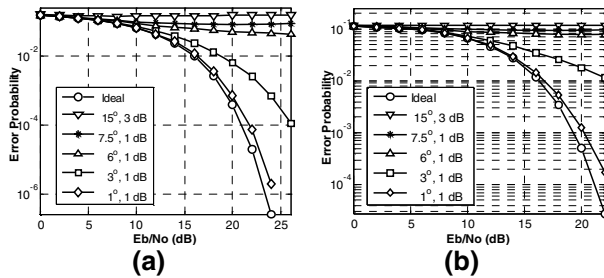 10^-2
10^-4
10^-6
Error Probability
Ideal
15°, 3 dB
7.5°, 1 dB
6°, 1 dB
3°, 1 dB
1°, 1 dB
0 5 10 15 20 25
Eb/No (dB)
(a)
10^-1
10^-2
10^-3
10^-4
Error Probability
Ideal
15°, 3 dB
7.5°, 1 dB
6°, 1 dB
3°, 1 dB
1°, 1 dB
0 5 10 15 20
Eb/No (dB)
(b)